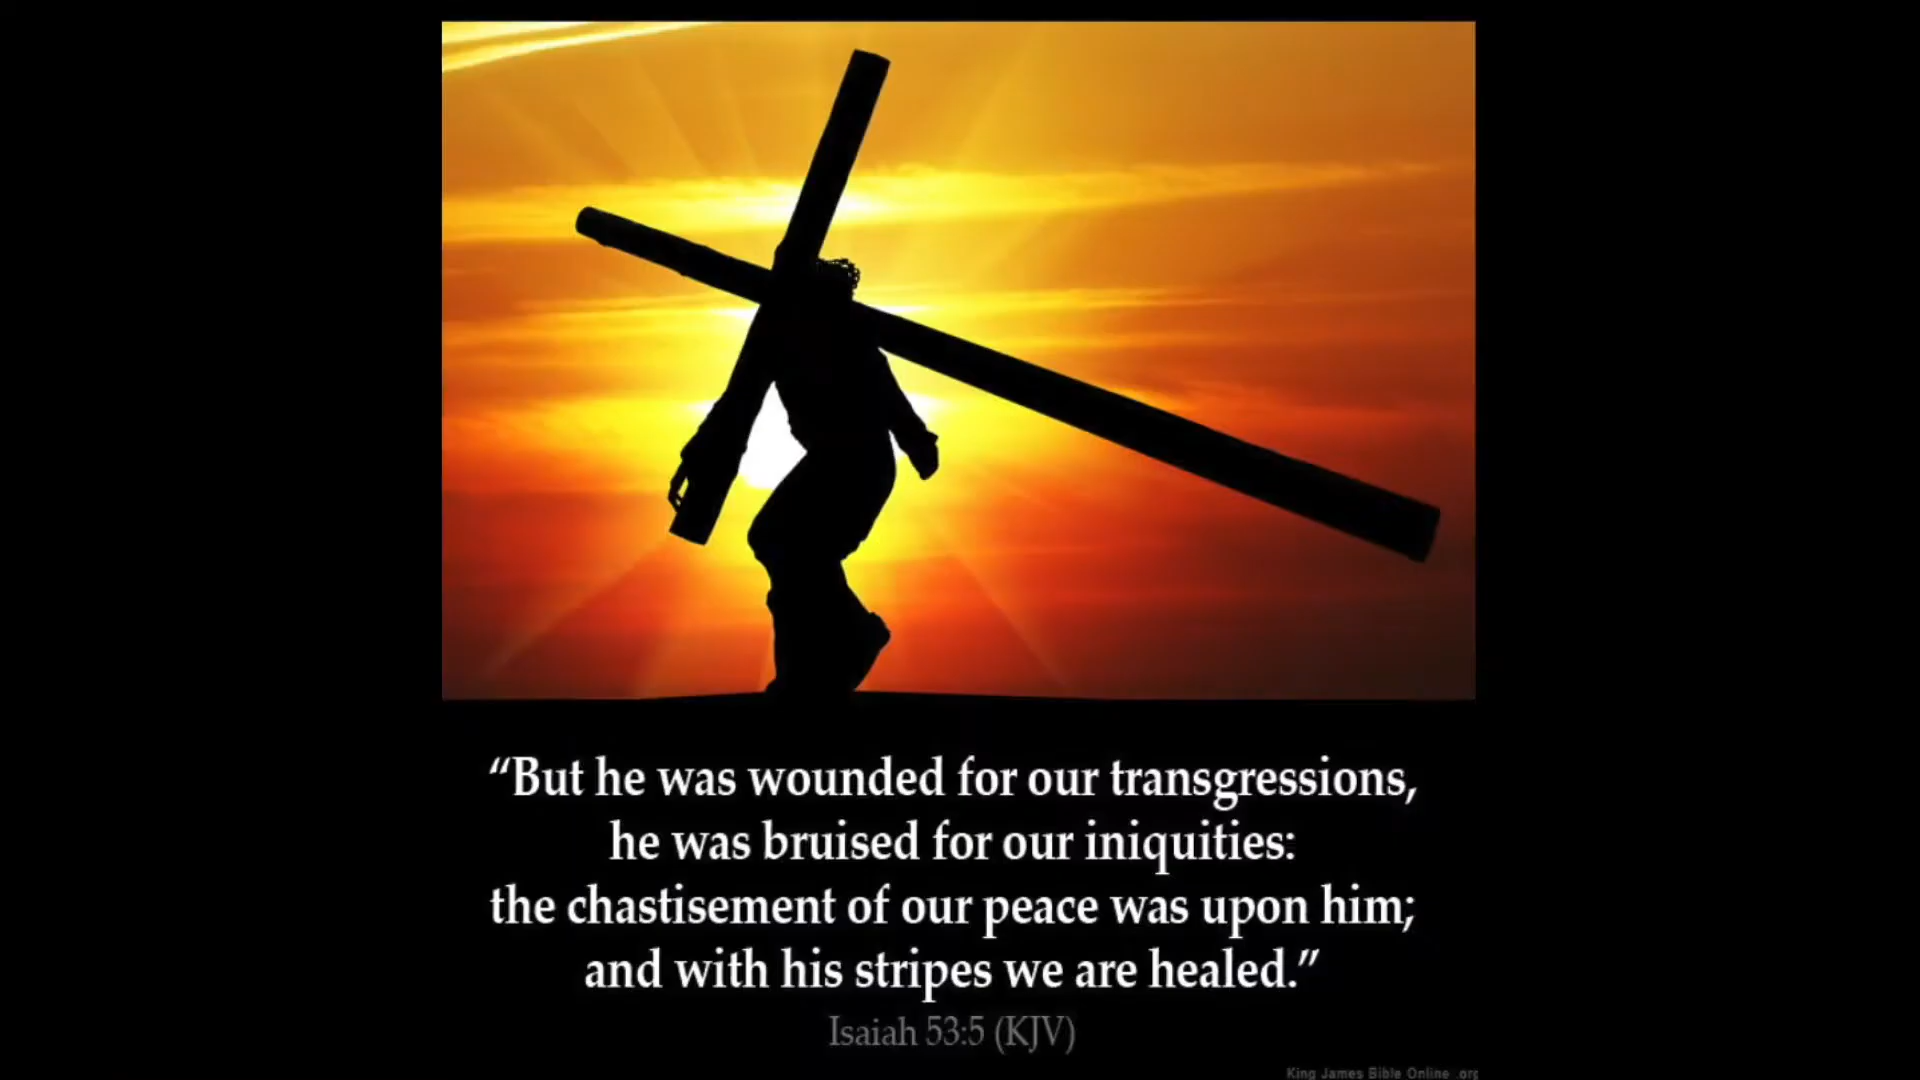 “But he was wounded for our transgressions,
he was bruised for our iniquities:
the chastisement of our peace was upon him;
and with his stripes we are healed.”
Isaiah 53:5 (KJV)
King James Bible Online .org